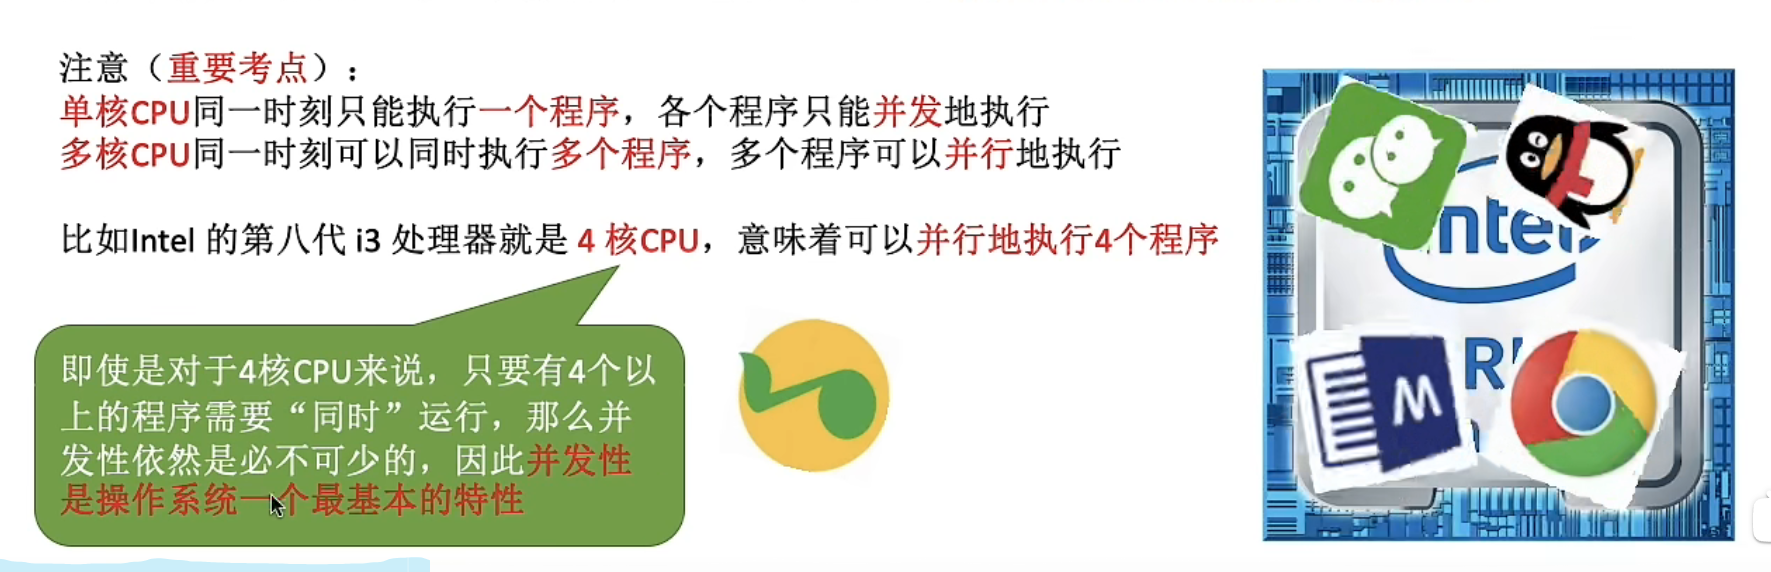 注意（重要考点）：
单核CPU同一时刻只能执行一个程序，各个程序只能并发地执行
多核CPU同一时刻可以同时执行多个程序，多个程序可以并行地执行
比如Intel 的第八代 i3 处理器就是 4 核CPU，意味着可以并行地执行4个程序
即使是对于4核CPU来说，只要有4个以
上的程序需要“同时”运行，那么并
发性依然是必不可少的，因此并发性
是操作系统一个最基本的特性
intel
W